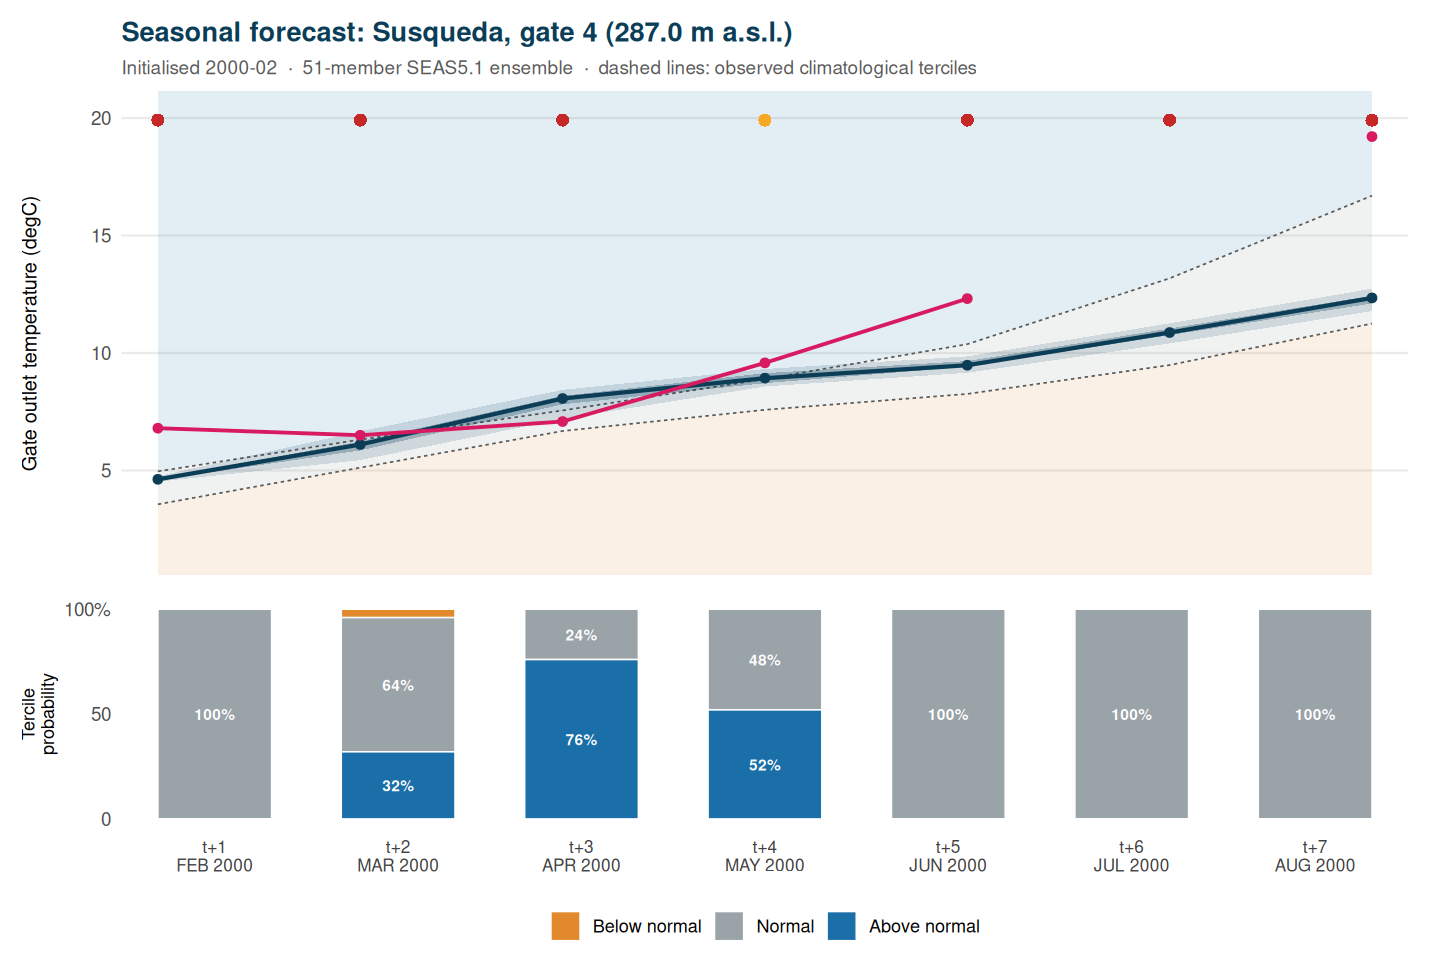 Seasonal forecast: Susqueda, gate 4 (287.0 m a.s.l.)
Initialised 2000-02 · 51-member SEAS5.1 ensemble · dashed lines: observed climatological terciles
Gate outlet temperature (degC)
20
15
10
5
Tercile
probability
100%
50
0
100%
64%
32%
24%
76%
48%
52%
100%
100%
100%
t+1
FEB 2000
t+2
MAR 2000
t+3
APR 2000
t+4
MAY 2000
t+5
JUN 2000
t+6
JUL 2000
t+7
AUG 2000
Below normal
Normal
Above normal